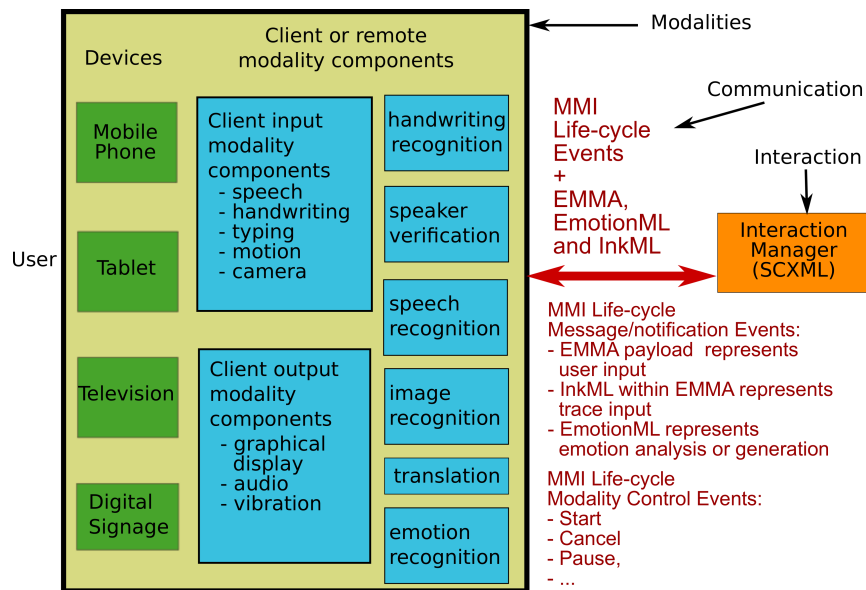 Modalities
Communication
Interaction
User
Devices
Client or remote
modality components
Mobile
Phone
Tablet
Television
Digital
Signage
Client input
modality
components
- speech
- handwriting
- typing
- motion
- camera
Client output
modality
components
- graphical
display
- audio
- vibration
handwriting
recognition
speaker
verification
speech
recognition
image
recognition
translation
emotion
recognition
MMI
Life-cycle
Events
+
EMMA,
EmotionML
and InkML
Interaction
Manager
(SCXML)
MMI Life-cycle
Message/notification Events:
- EMMA payload represents
user input
- InkML within EMMA represents
trace input
- EmotionML represents
emotion analysis or generation
MMI Life-cycle
Modality Control Events:
- Start
- Cancel
- Pause,
- ...